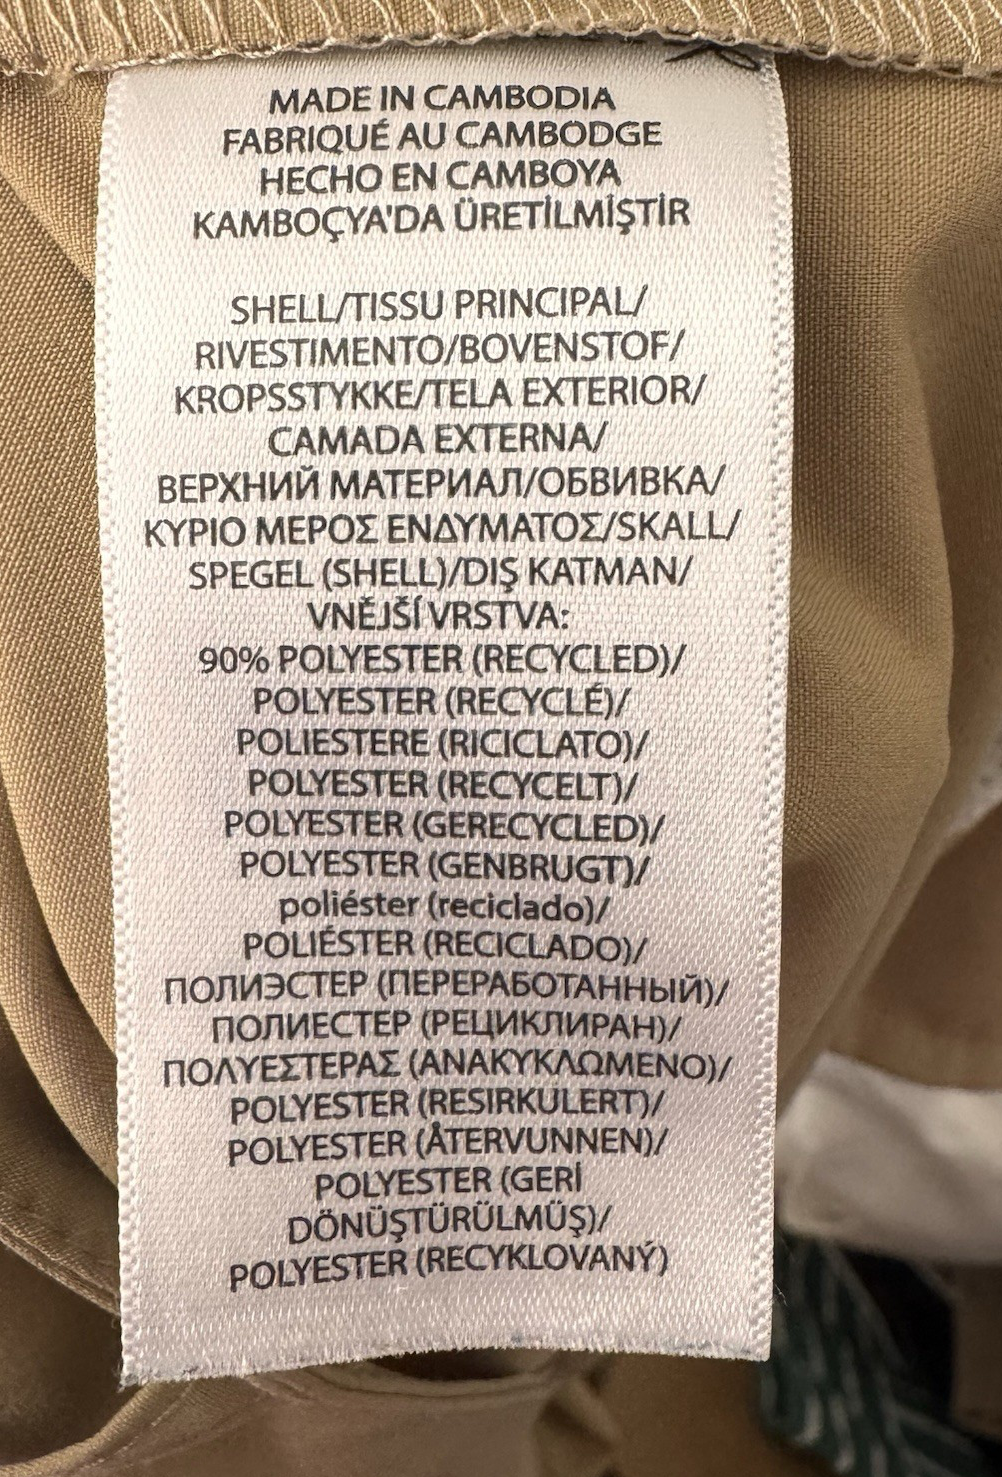 MADE IN CAMBODIA
FABRIQUÉ AU CAMBODGE
HECHO EN CAMBOYA
KAMBOÇYA'DA ÜRETİLMİŞTİR
SHELL/TISSU PRINCIPAL/
RIVESTIMENTO/BOVENSTOF/
KROPSSTYKKE/TELA EXTERIOR/
CAMADA EXTERNA/
ВЕРХНИЙ МАТЕРИАЛ/ОБВИВКА/
ΚΥΡΙΟ ΜΕΡΟΣ ΕΝΔΥΜΑΤΟΣ/SKALL/
SPEGEL (SHELL)/DIŞ KATMAN/
VNĚJŠÍ VRSTVA:
90% POLYESTER (RECYCLED)/
POLYESTER (RECYCLÉ)/
POLIESTERE (RICICLATO)/
POLYESTER (RECYCELT)/
POLYESTER (GERECYCLED)/
POLYESTER (GENBRUGT)/
poliéster (reciclado)/
POLIÉSTER (RECICLADO)/
ПОЛИЭСТЕР (ПЕРЕРАБОТАННЫЙ)/
ПОЛИЕСТЕР (РЕЦИКЛИРАН)/
ΠΟΛΥΕΣΤΕΡΑΣ (ΑΝΑΚΥΚΛΩΜΕΝΟ)/
POLYESTER (RESIRKULERT)/
POLYESTER (ÅTERVUNNEN)/
POLYESTER (GERİ
DÖNÜŞTÜRÜLMÜŞ)/
POLYESTER (RECYKLOVANÝ)